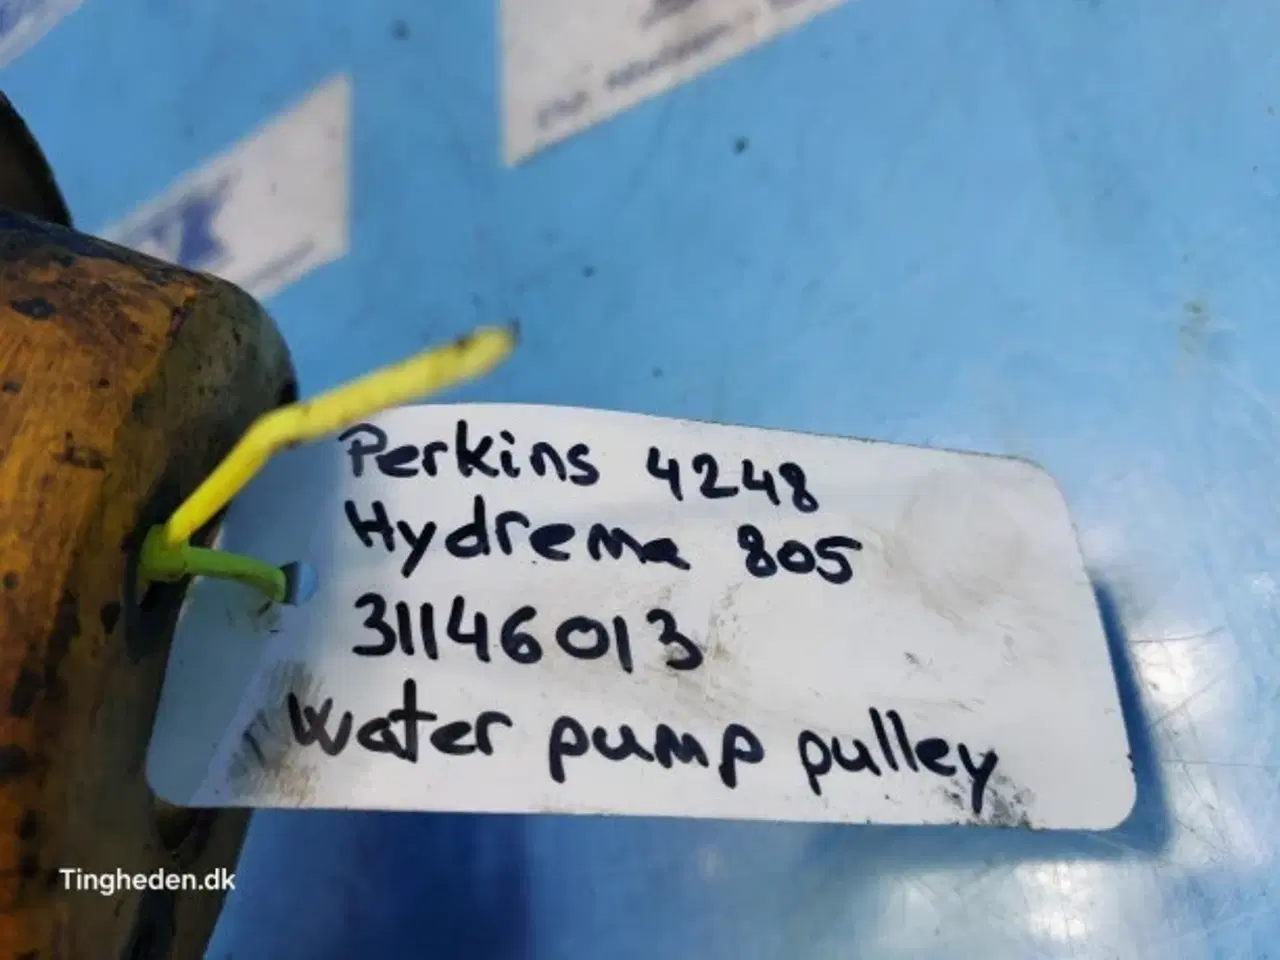 Perkins 4248
Hydrema 805
31146013
Water pump pulley
Tingheden.dk